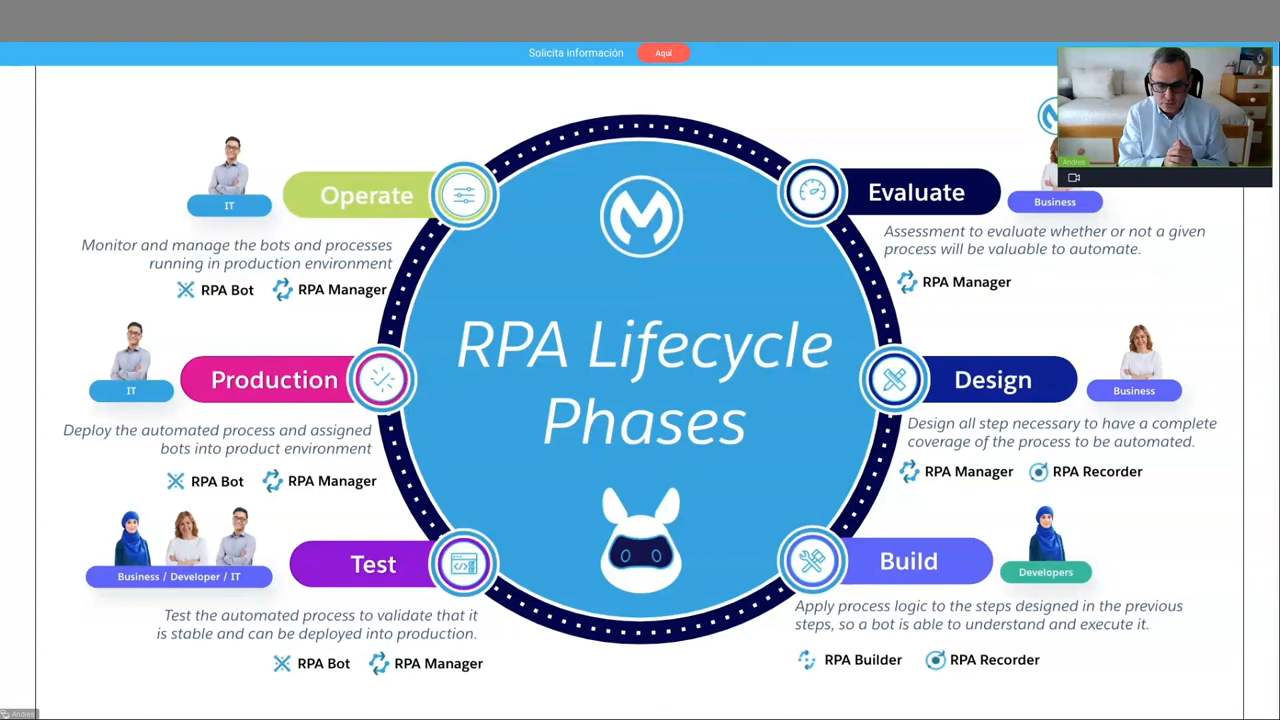 Solicita información Aquí
Andres
RPA Lifecycle
Phases
Evaluate
Business
Assessment to evaluate whether or not a given
process will be valuable to automate.
RPA Manager
Design
Business
Design all step necessary to have a complete
coverage of the process to be automated.
RPA Manager RPA Recorder
Build
Developers
Apply process logic to the steps designed in the previous
steps, so a bot is able to understand and execute it.
RPA Builder RPA Recorder
Test
Business / Developer / IT
Test the automated process to validate that it
is stable and can be deployed into production.
RPA Bot RPA Manager
Production
IT
Deploy the automated process and assigned
bots into product environment
RPA Bot RPA Manager
Operate
IT
Monitor and manage the bots and processes
running in production environment
RPA Bot RPA Manager
Andres